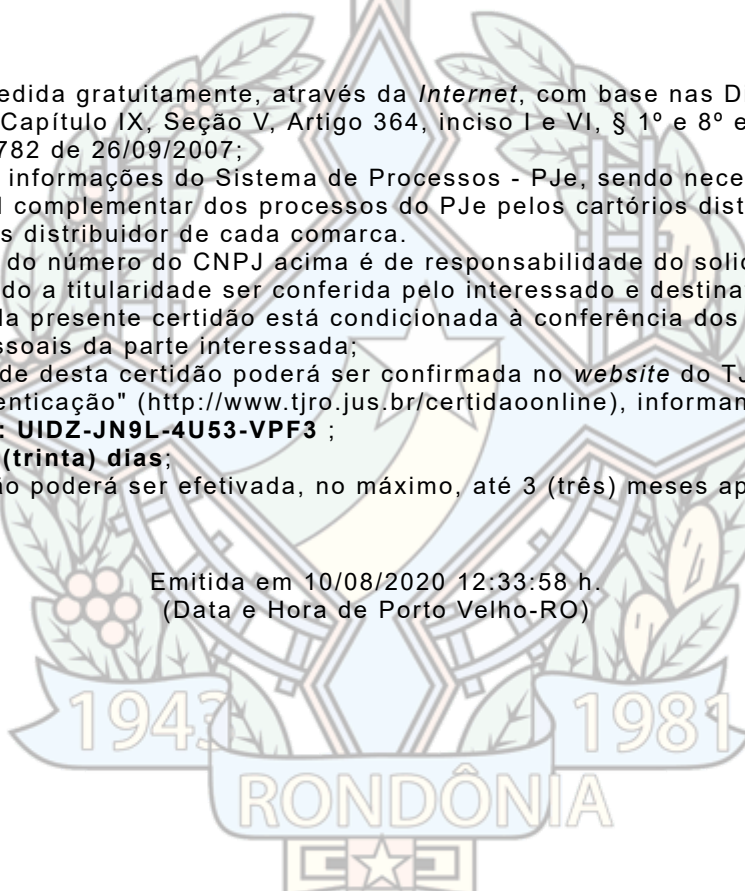 edida gratuitamente, através da Internet, com base nas D
Capítulo IX, Seção V, Artigo 364, inciso I e VI, § 1º e 8º e
782 de 26/09/2007;
informações do Sistema de Processos - PJe, sendo nece
l complementar dos processos do PJe pelos cartórios dist
s distribuidor de cada comarca.
do número do CNPJ acima é de responsabilidade do solic
do a titularidade ser conferida pelo interessado e destina
da presente certidão está condicionada à conferência dos
ssoais da parte interessada;
de desta certidão poderá ser confirmada no website do TJ
enticação" (http://www.tjro.jus.br/certidaoonline), informan
: UIDZ-JN9L-4U53-VPF3 ;
(trinta) dias;
ão poderá ser efetivada, no máximo, até 3 (três) meses ap
Emitida em 10/08/2020 12:33:58 h.
(Data e Hora de Porto Velho-RO)
1943 1981
RONDÔNIA